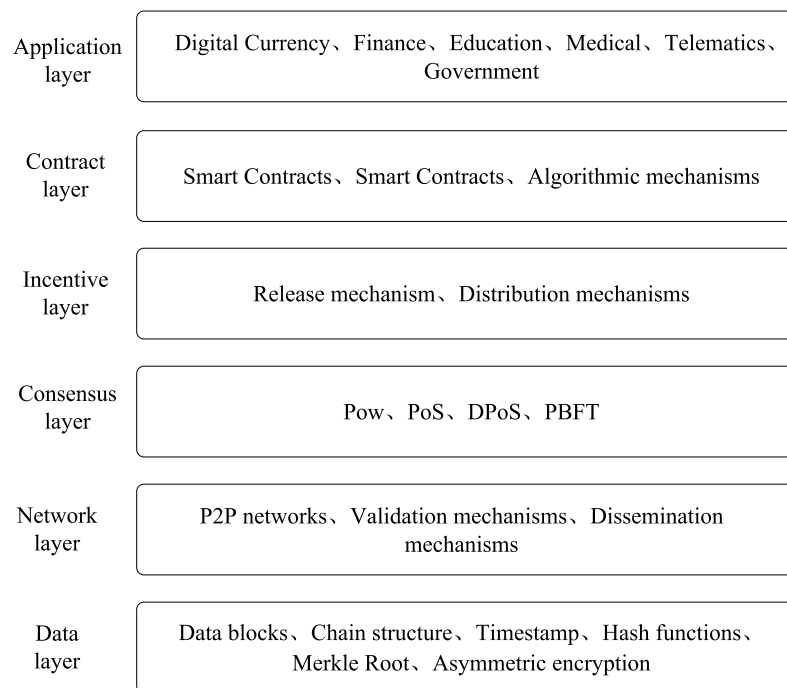 Application
layer
Digital Currency、Finance、Education、Medical、Telematics、
Government
Contract
layer
Smart Contracts、Smart Contracts、Algorithmic mechanisms
Incentive
layer
Release mechanism、Distribution mechanisms
Consensus
layer
Pow、PoS、DPoS、PBFT
Network
layer
P2P networks、Validation mechanisms、Dissemination
mechanisms
Data
layer
Data blocks、Chain structure、Timestamp、Hash functions、
Merkle Root、Asymmetric encryption